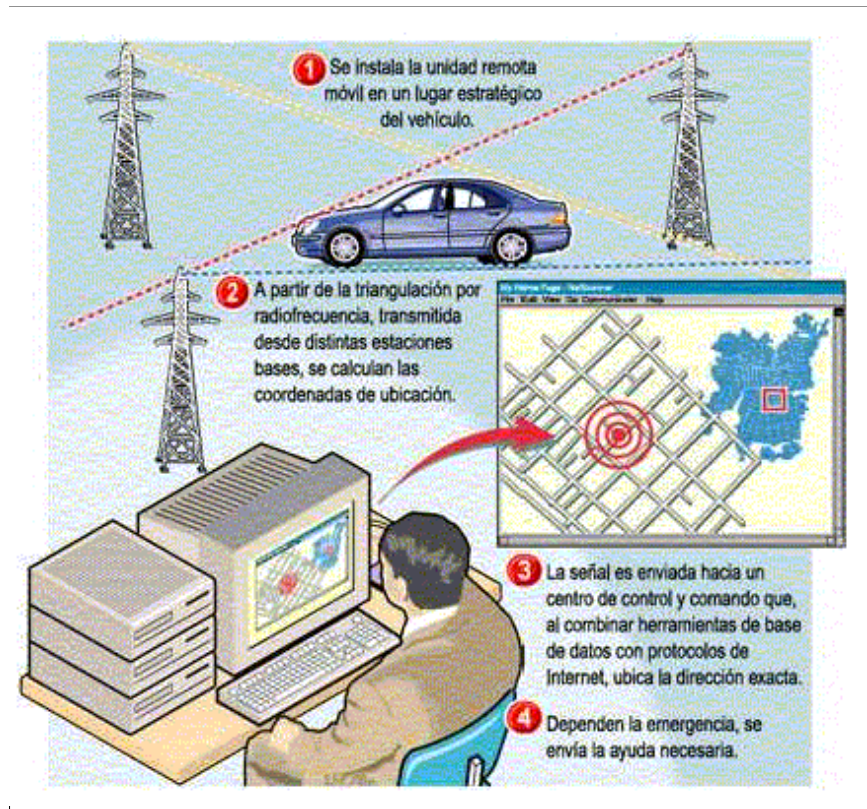 1 Se instala la unidad remota
móvil en un lugar estratégico
del vehículo.
2 A partir de la triangulación por
radiofrecuencia, transmitida
desde distintas estaciones
bases, se calculan las
coordenadas de ubicación.
My Home Page
File Edit View Go Communicator Help
3 La señal es enviada hacia un
centro de control y comando que,
al combinar herramientas de base
de datos con protocolos de
Internet, ubica la dirección exacta.
4 Dependen la emergencia, se
envía la ayuda necesaria.